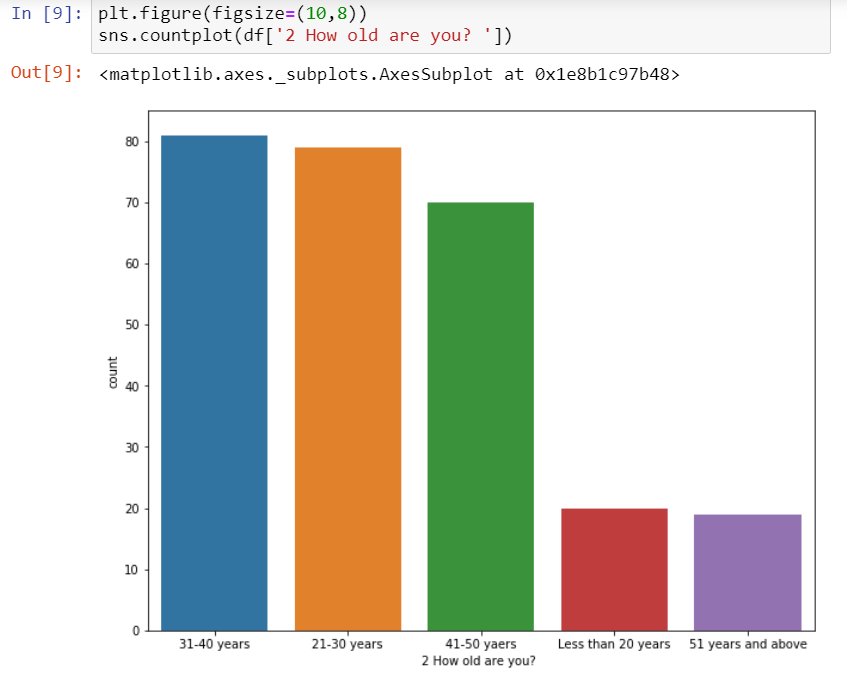 In [9]: plt.figure(figsize=(10,8))
sns.countplot(df['2 How old are you? '])
Out[9]: <matplotlib.axes._subplots.AxesSubplot at 0x1e8b1c97b48>
80
70
60
50
40
30
20
10
0
count
31-40 years 21-30 years 41-50 yaers Less than 20 years 51 years and above
2 How old are you?